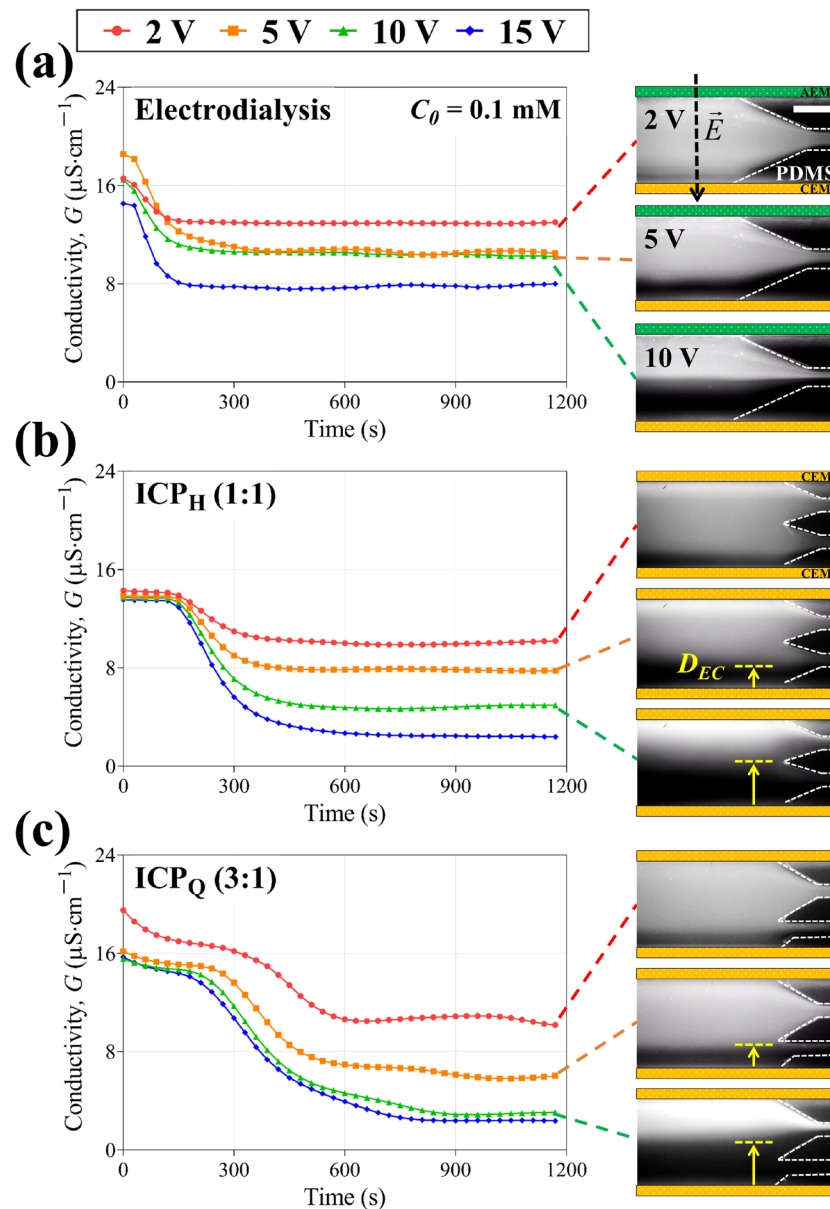 2 V 5 V 10 V 15 V
(a)
Electrodialysis C₀ = 0.1 mM
Conductivity, G (μS·cm⁻¹)
24
16
8
0
0 300 600 900 1200
Time (s)
AEM
2 V
E⃗
PDMS
CEM
5 V
10 V
(b)
ICP_H (1:1)
Conductivity, G (μS·cm⁻¹)
24
16
8
0
0 300 600 900 1200
Time (s)
CEM
CEM
D_EC
(c)
ICP_Q (3:1)
Conductivity, G (μS·cm⁻¹)
24
16
8
0
0 300 600 900 1200
Time (s)